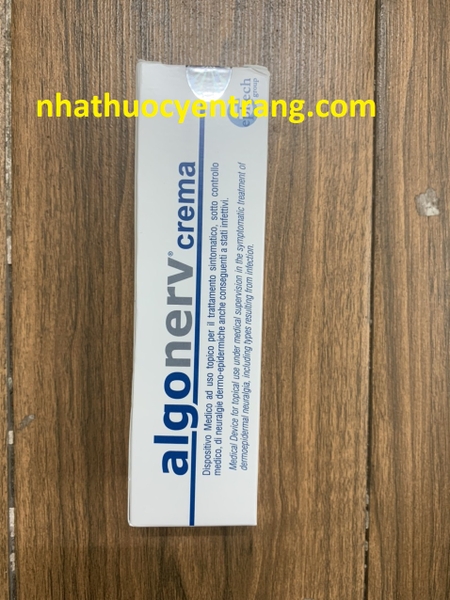 nhathuocyentrang.com
epitech
group
algonerv® crema
Dispositivo Medico ad uso topico per il trattamento sintomatico, sotto controllo
medico, di neuralgie dermo-epidermiche anche conseguenti a stati infettivi.
Medical Device for topical use under medical supervision in the symptomatic treatment of
dermoepidermal neuralgia, including types resulting from infection.